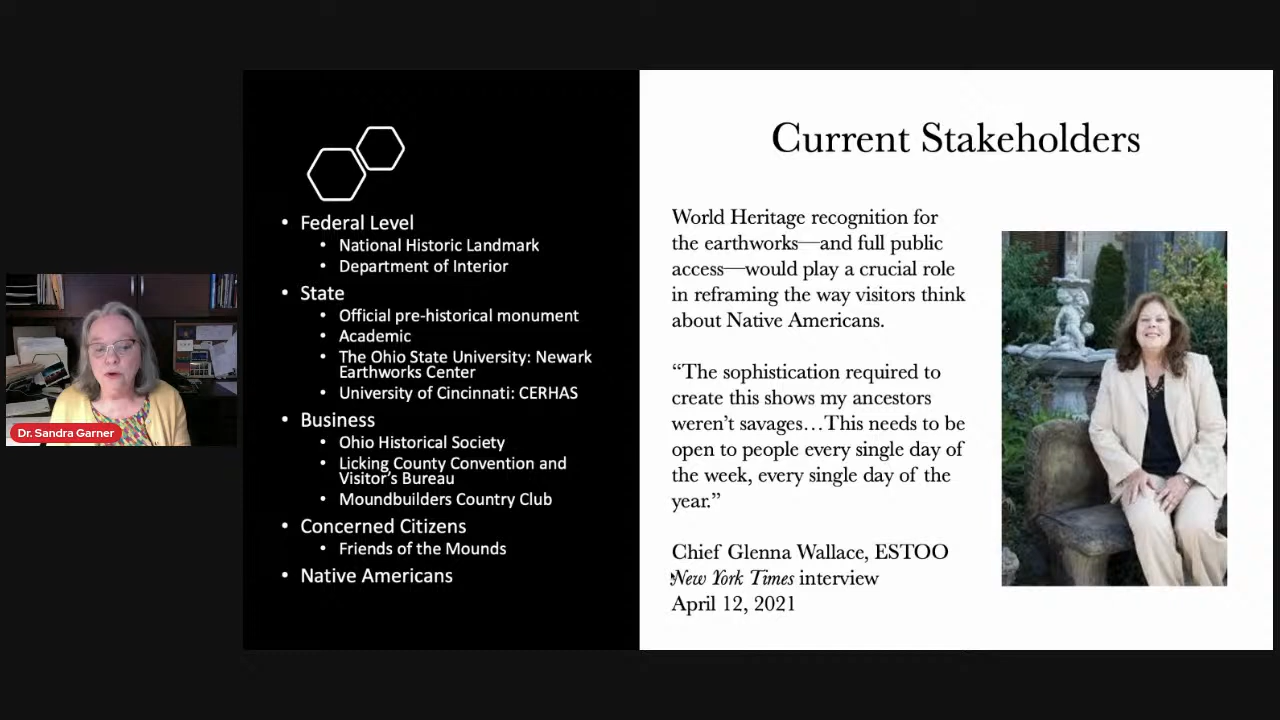 Current Stakeholders
• Federal Level
• National Historic Landmark
• Department of Interior
• State
• Official pre-historical monument
• Academic
• The Ohio State University: Newark
Earthworks Center
• University of Cincinnati: CERHAS
• Business
• Ohio Historical Society
• Licking County Convention and
Visitor’s Bureau
• Moundbuilders Country Club
• Concerned Citizens
• Friends of the Mounds
• Native Americans
World Heritage recognition for
the earthworks—and full public
access—would play a crucial role
in reframing the way visitors think
about Native Americans.
“The sophistication required to
create this shows my ancestors
weren’t savages…This needs to be
open to people every single day of
the week, every single day of the
year.”
Chief Glenna Wallace, ESTOO
New York Times interview
April 12, 2021
Dr. Sandra Garner